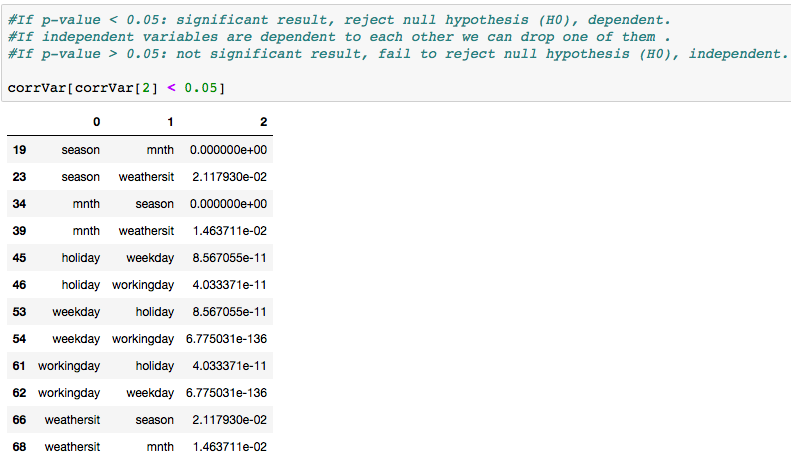 #If p-value < 0.05: significant result, reject null hypothesis (H0), dependent.
#If independent variables are dependent to each other we can drop one of them .
#If p-value > 0.05: not significant result, fail to reject null hypothesis (H0), independent.
corrVar[corrVar[2] < 0.05]
0 1 2
19 season mnth 0.000000e+00
23 season weathersit 2.117930e-02
34 mnth season 0.000000e+00
39 mnth weathersit 1.463711e-02
45 holiday weekday 8.567055e-11
46 holiday workingday 4.033371e-11
53 weekday holiday 8.567055e-11
54 weekday workingday 6.775031e-136
61 workingday holiday 4.033371e-11
62 workingday weekday 6.775031e-136
66 weathersit season 2.117930e-02
68 weathersit mnth 1.463711e-02